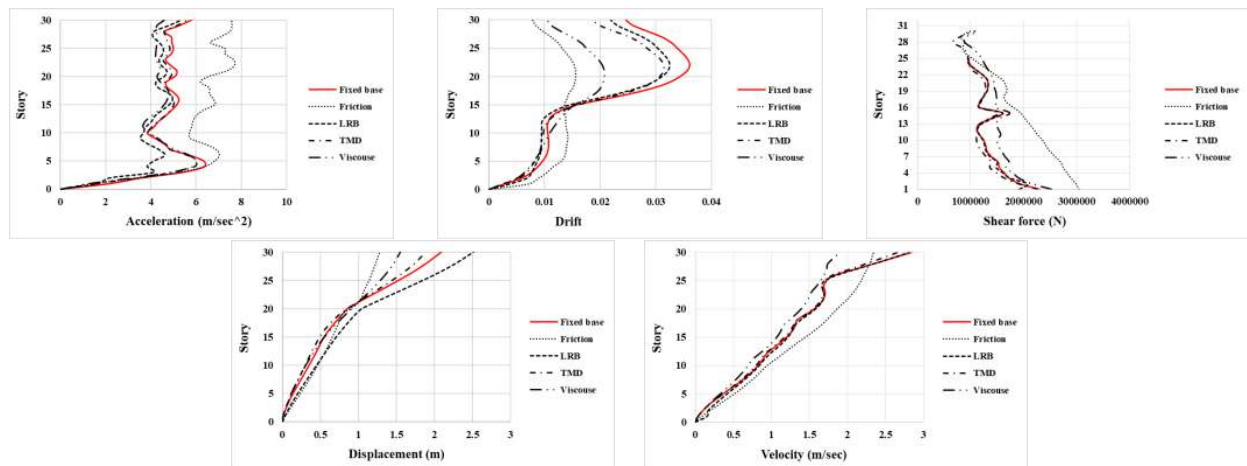 30
25
20
15
10
5
0
Story
0 2 4 6 8 10
Acceleration (m/sec^2)
Fixed base
Friction
LRB
TMD
Viscouse
30
25
20
15
10
5
0
Story
0 0.01 0.02 0.03 0.04
Drift
Fixed base
Friction
LRB
TMD
Viscouse
31
28
25
22
19
16
13
10
7
4
1
Story
0 1000000 2000000 3000000 4000000
Shear force (N)
Fixed base
Friction
LRB
TMD
Viscouse
30
25
20
15
10
5
0
Story
0 0.5 1 1.5 2 2.5 3
Displacement (m)
Fixed base
Friction
LRB
TMD
Viscouse
30
25
20
15
10
5
0
Story
0 0.5 1 1.5 2 2.5 3
Velocity (m/sec)
Fixed base
Friction
LRB
TMD
Viscouse